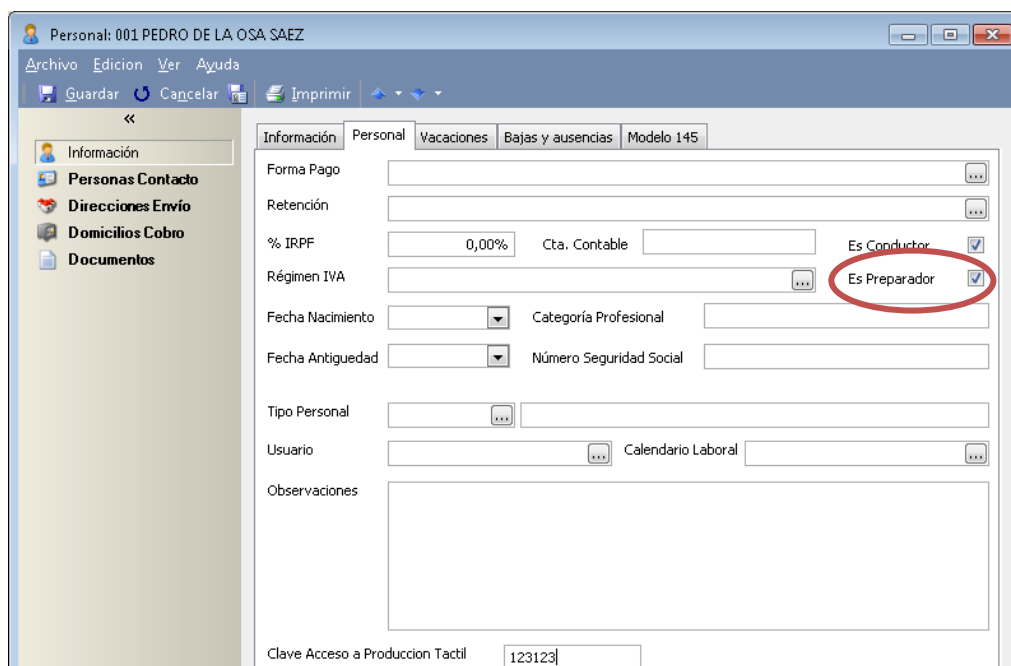 Personal: 001 PEDRO DE LA OSA SAEZ
Archivo Edicion Ver Ayuda
Guardar Cancelar Imprimir
«
Información
Personas Contacto
Direcciones Envío
Domicilios Cobro
Documentos
Información Personal Vacaciones Bajas y ausencias Modelo 145
Forma Pago ...
Retención ...
% IRPF 0,00% Cta. Contable Es Conductor
Régimen IVA ... Es Preparador
Fecha Nacimiento Categoría Profesional
Fecha Antiguedad Número Seguridad Social
Tipo Personal ...
Usuario ... Calendario Laboral ...
Observaciones
Clave Acceso a Produccion Tactil 123123